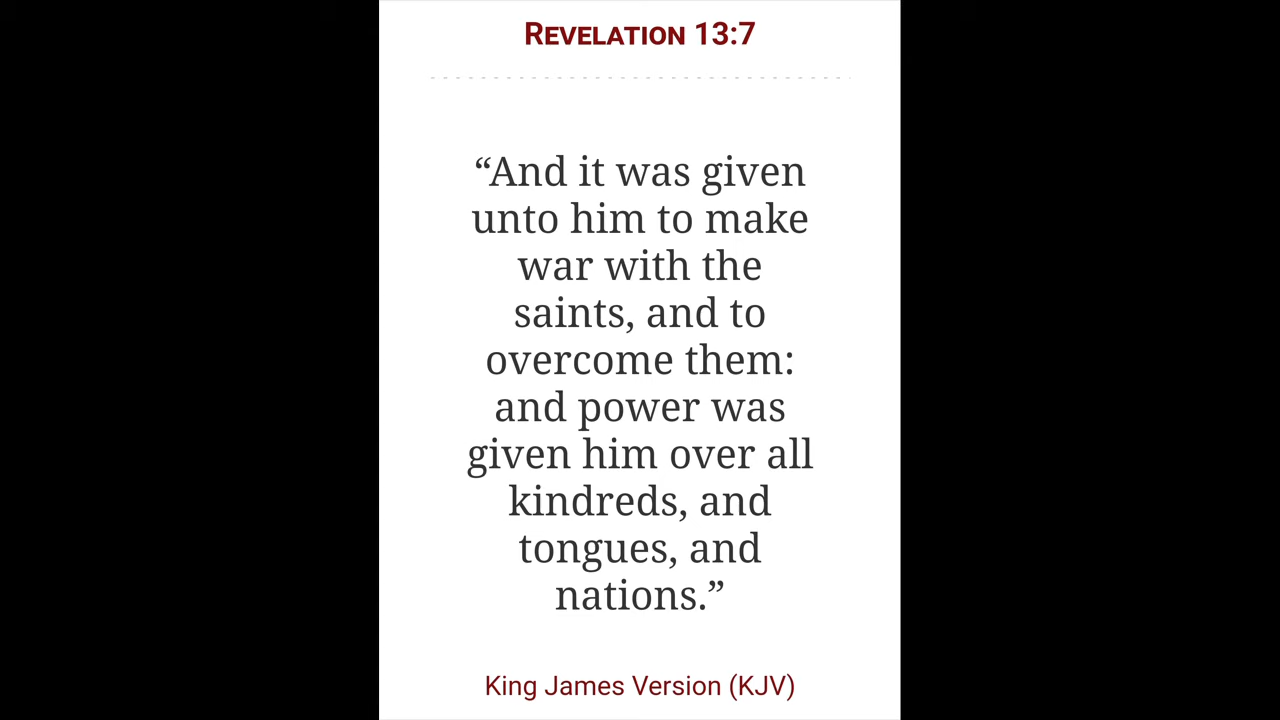 Revelation 13:7
“And it was given
unto him to make
war with the
saints, and to
overcome them:
and power was
given him over all
kindreds, and
tongues, and
nations.”
King James Version (KJV)